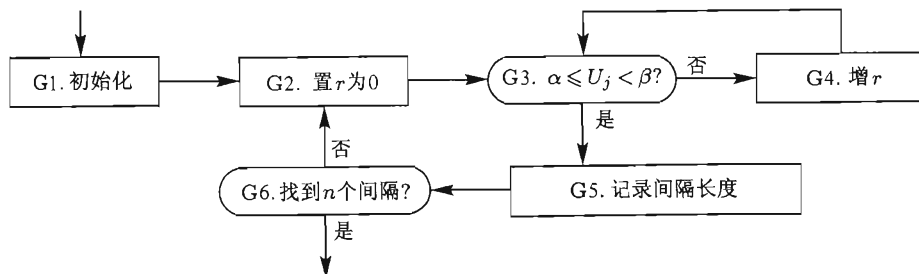 G1.初始化
G2. 置r为0
G3. α≤U_j<β?
否
G4.增r
是
否
G6.找到n个间隔?
G5.记录间隔长度
是